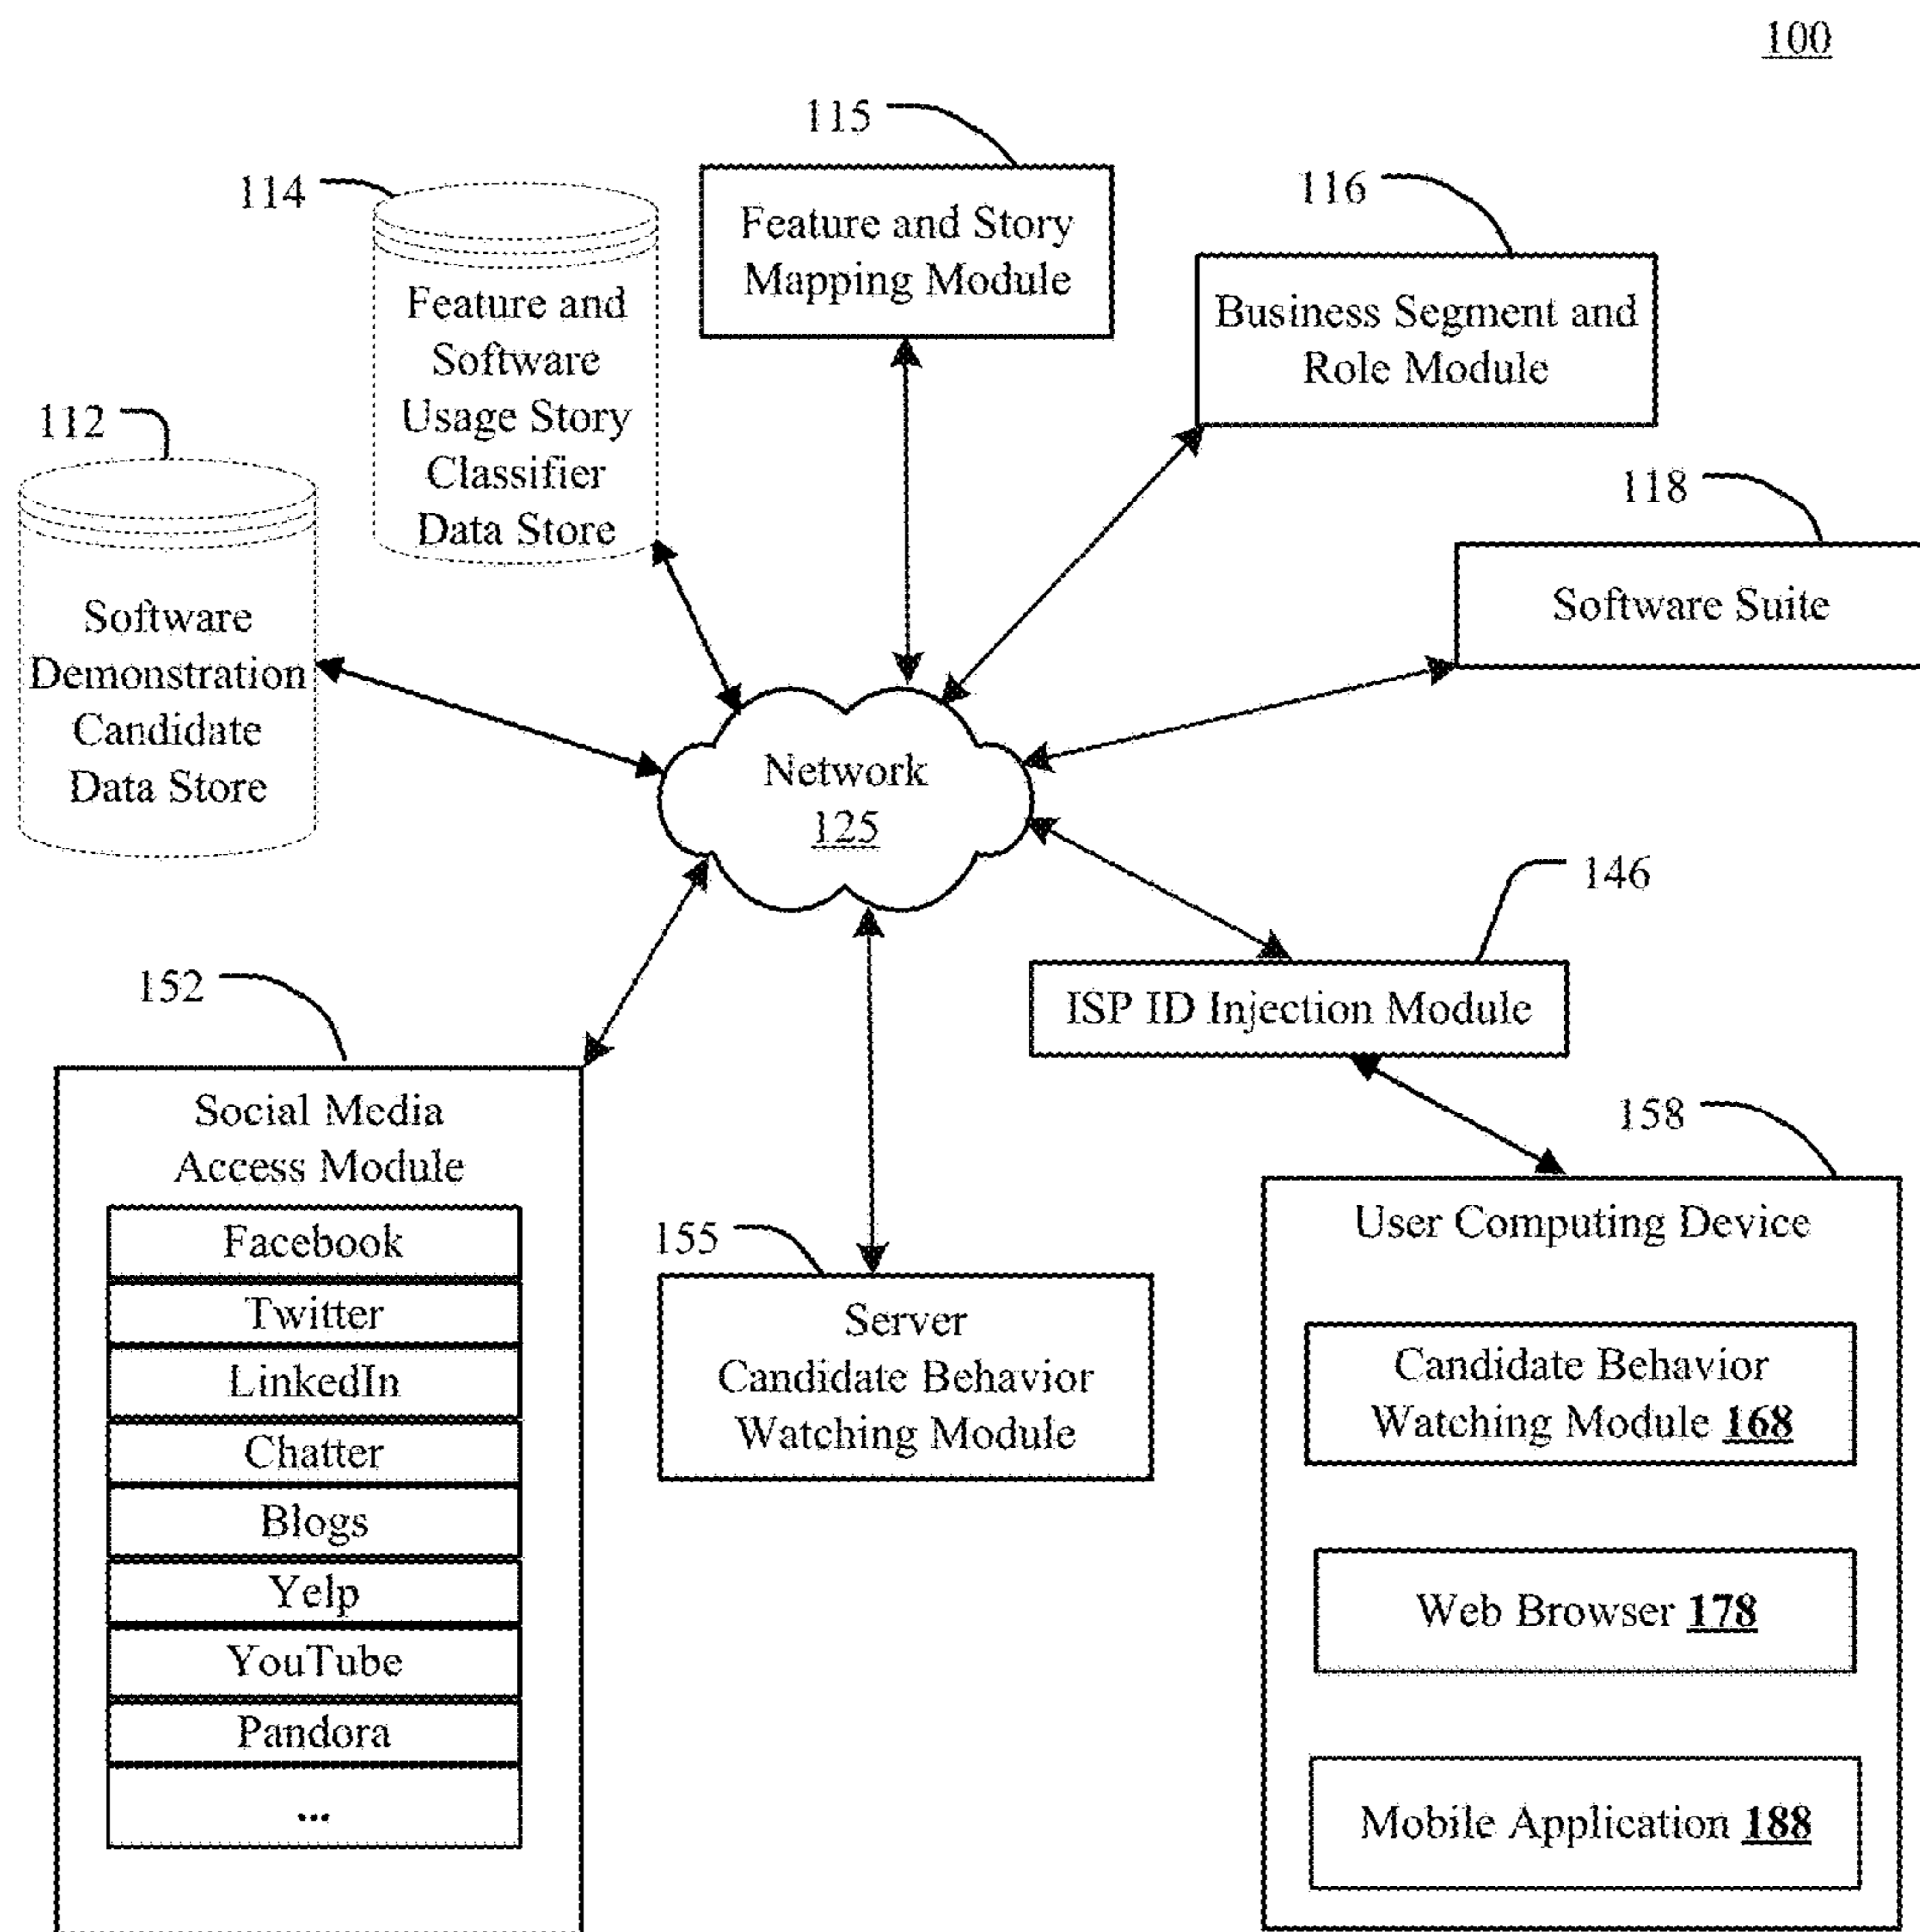 100
115
114
116
Feature and Story
Mapping Module
Feature and
Software
Usage Story
Classifier
Data Store
Business Segment and
Role Module
112
118
Software
Demonstration
Candidate
Data Store
Software Suite
Network
125
146
152
ISP ID Injection Module
Social Media
Access Module
Facebook
Twitter
LinkedIn
Chatter
Blogs
Yelp
YouTube
Pandora
...
155
Server
Candidate Behavior
Watching Module
158
User Computing Device
Candidate Behavior
Watching Module 168
Web Browser 178
Mobile Application 188